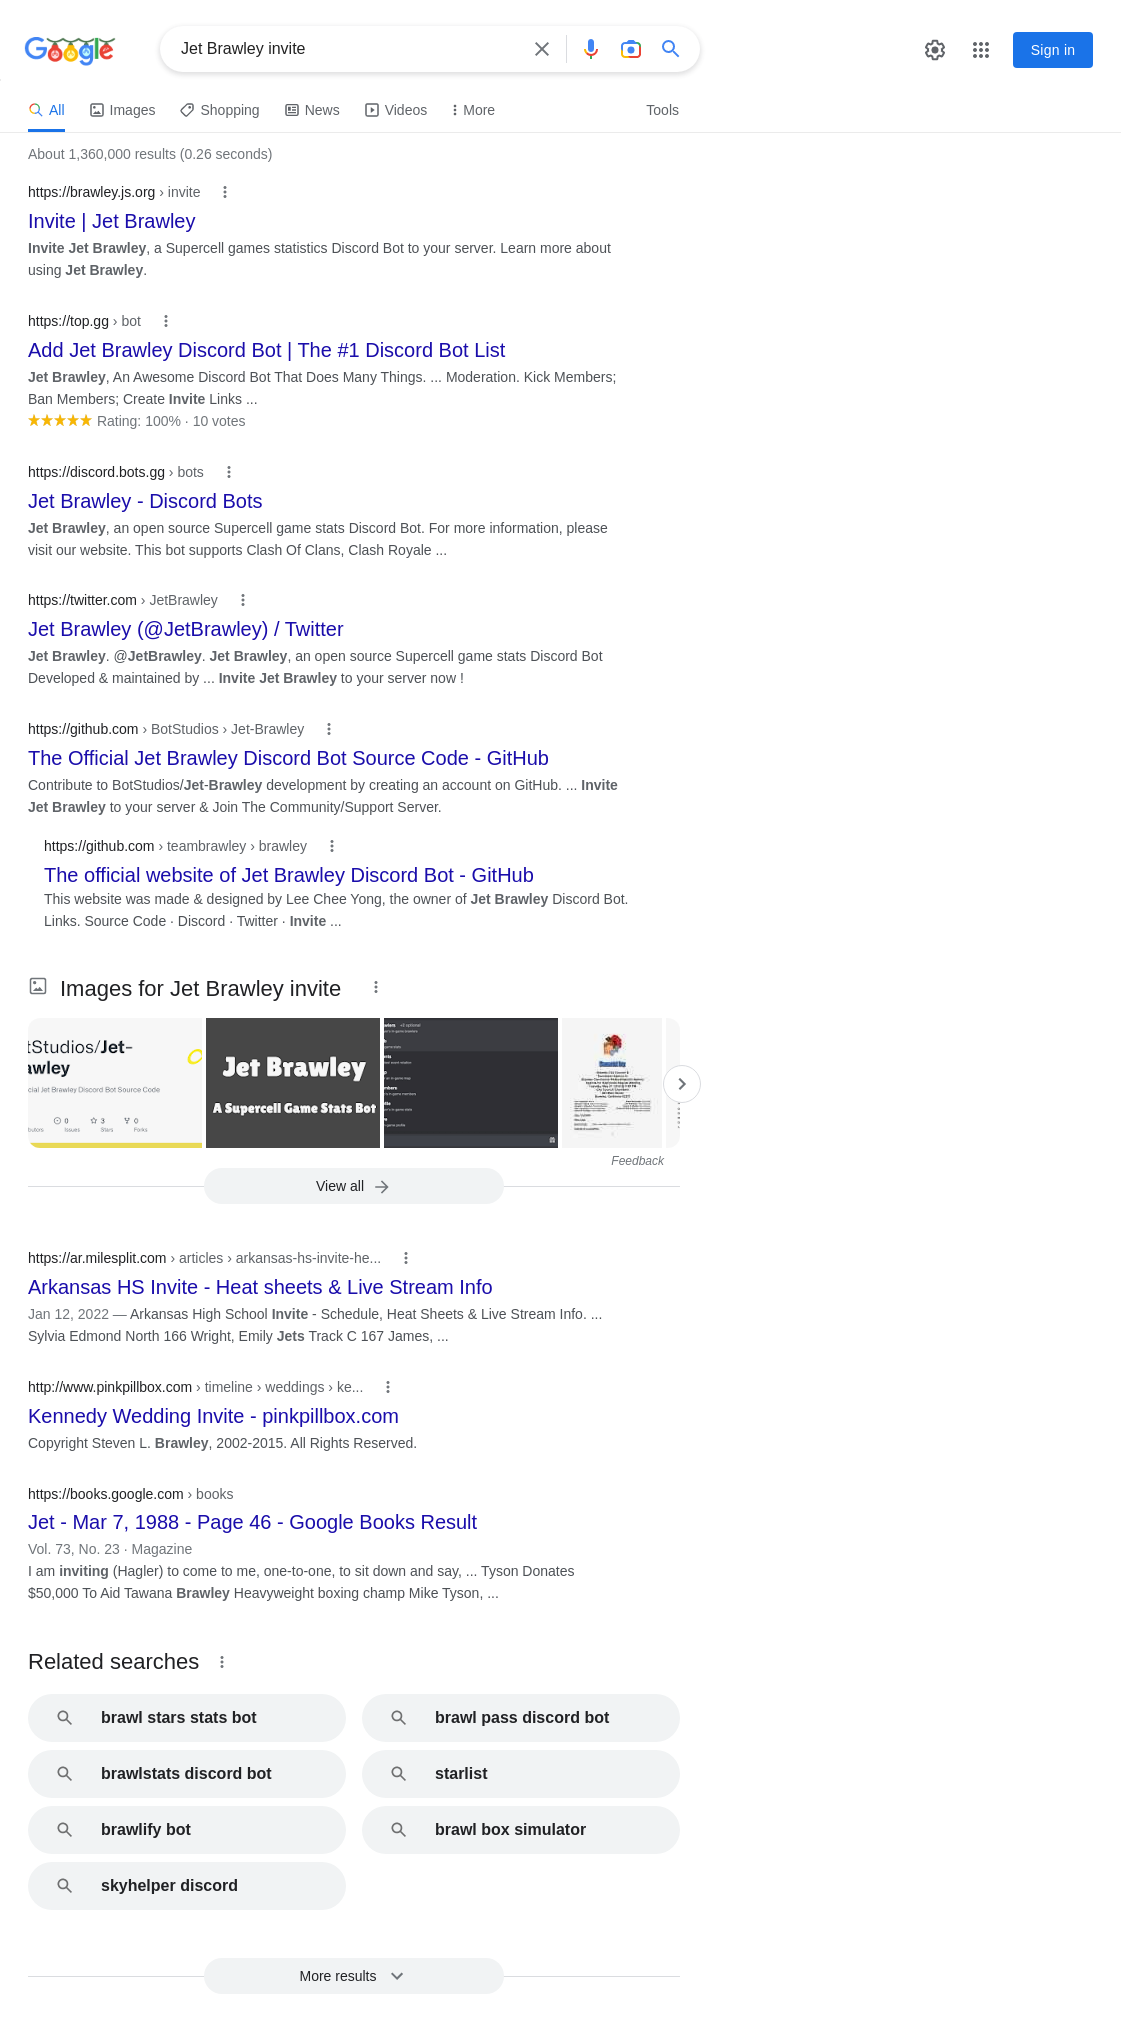 Google
Jet Brawley invite
Sign in
All
Images
Shopping
News
Videos
More
Tools
About 1,360,000 results (0.26 seconds)
https://brawley.js.org › invite
Invite | Jet Brawley
Invite Jet Brawley, a Supercell games statistics Discord Bot to your server. Learn more about
using Jet Brawley.
https://top.gg › bot
Add Jet Brawley Discord Bot | The #1 Discord Bot List
Jet Brawley, An Awesome Discord Bot That Does Many Things. ... Moderation. Kick Members;
Ban Members; Create Invite Links ...
Rating: 100% · 10 votes
https://discord.bots.gg › bots
Jet Brawley - Discord Bots
Jet Brawley, an open source Supercell game stats Discord Bot. For more information, please
visit our website. This bot supports Clash Of Clans, Clash Royale ...
https://twitter.com › JetBrawley
Jet Brawley (@JetBrawley) / Twitter
Jet Brawley. @JetBrawley. Jet Brawley, an open source Supercell game stats Discord Bot
Developed & maintained by ... Invite Jet Brawley to your server now !
https://github.com › BotStudios › Jet-Brawley
The Official Jet Brawley Discord Bot Source Code - GitHub
Contribute to BotStudios/Jet-Brawley development by creating an account on GitHub. ... Invite
Jet Brawley to your server & Join The Community/Support Server.
https://github.com › teambrawley › brawley
The official website of Jet Brawley Discord Bot - GitHub
This website was made & designed by Lee Chee Yong, the owner of Jet Brawley Discord Bot.
Links. Source Code · Discord · Twitter · Invite ...
Images for Jet Brawley invite
tStudios/Jet-
awley
cial Jet Brawley Discord Bot Source Code
0
3
0
Issues
Stars
Forks
Jet Brawley
A Supercell Game Stats Bot
Feedback
View all
https://ar.milesplit.com › articles › arkansas-hs-invite-he...
Arkansas HS Invite - Heat sheets & Live Stream Info
Jan 12, 2022 — Arkansas High School Invite - Schedule, Heat Sheets & Live Stream Info. ...
Sylvia Edmond North 166 Wright, Emily Jets Track C 167 James, ...
http://www.pinkpillbox.com › timeline › weddings › ke...
Kennedy Wedding Invite - pinkpillbox.com
Copyright Steven L. Brawley, 2002-2015. All Rights Reserved.
https://books.google.com › books
Jet - Mar 7, 1988 - Page 46 - Google Books Result
Vol. 73, No. 23 · Magazine
I am inviting (Hagler) to come to me, one-to-one, to sit down and say, ... Tyson Donates
$50,000 To Aid Tawana Brawley Heavyweight boxing champ Mike Tyson, ...
Related searches
brawl stars stats bot
brawl pass discord bot
brawlstats discord bot
starlist
brawlify bot
brawl box simulator
skyhelper discord
More results